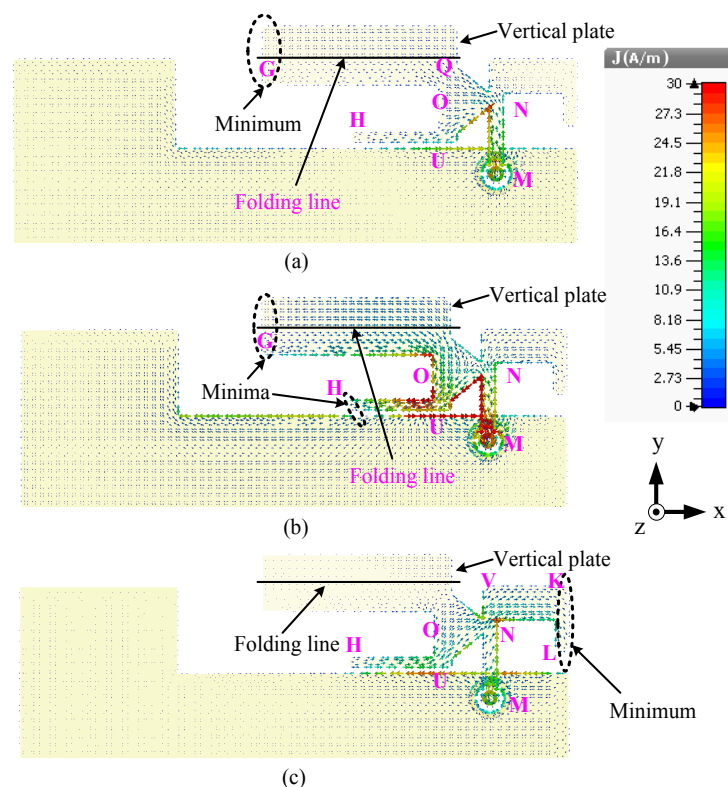 Vertical plate
G
Q
O
N
H
Minimum
U
M
Folding line
(a)
J(A/m)
30
27.3
24.5
21.8
19.1
16.4
13.6
10.9
8.18
5.45
2.73
0
Vertical plate
G
Minima
H
O
N
U
M
Folding line
(b)
y
x
z
Vertical plate
V
K
Folding line
O
N
H
L
U
M
Minimum
(c)